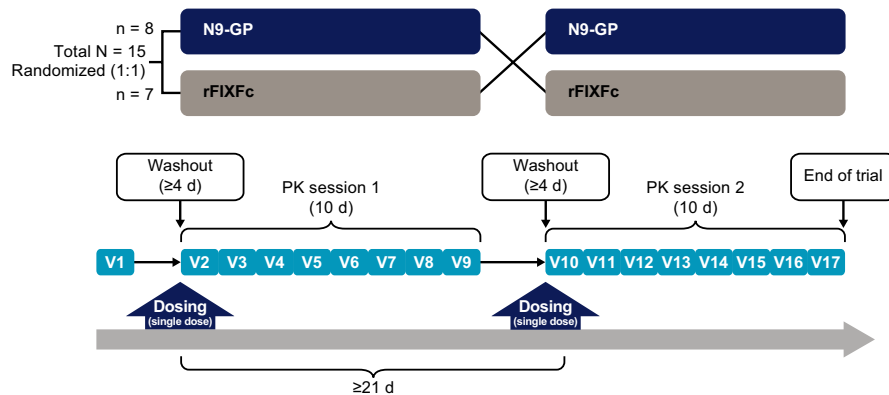 n = 8
Total N = 15
Randomized (1:1)
n = 7
N9-GP
N9-GP
rFIXFc
rFIXFc
Washout
(≥4 d)
PK session 1
(10 d)
Washout
(≥4 d)
PK session 2
(10 d)
End of trial
V1 V2 V3 V4 V5 V6 V7 V8 V9 V10 V11 V12 V13 V14 V15 V16 V17
Dosing
(single dose)
Dosing
(single dose)
≥21 d